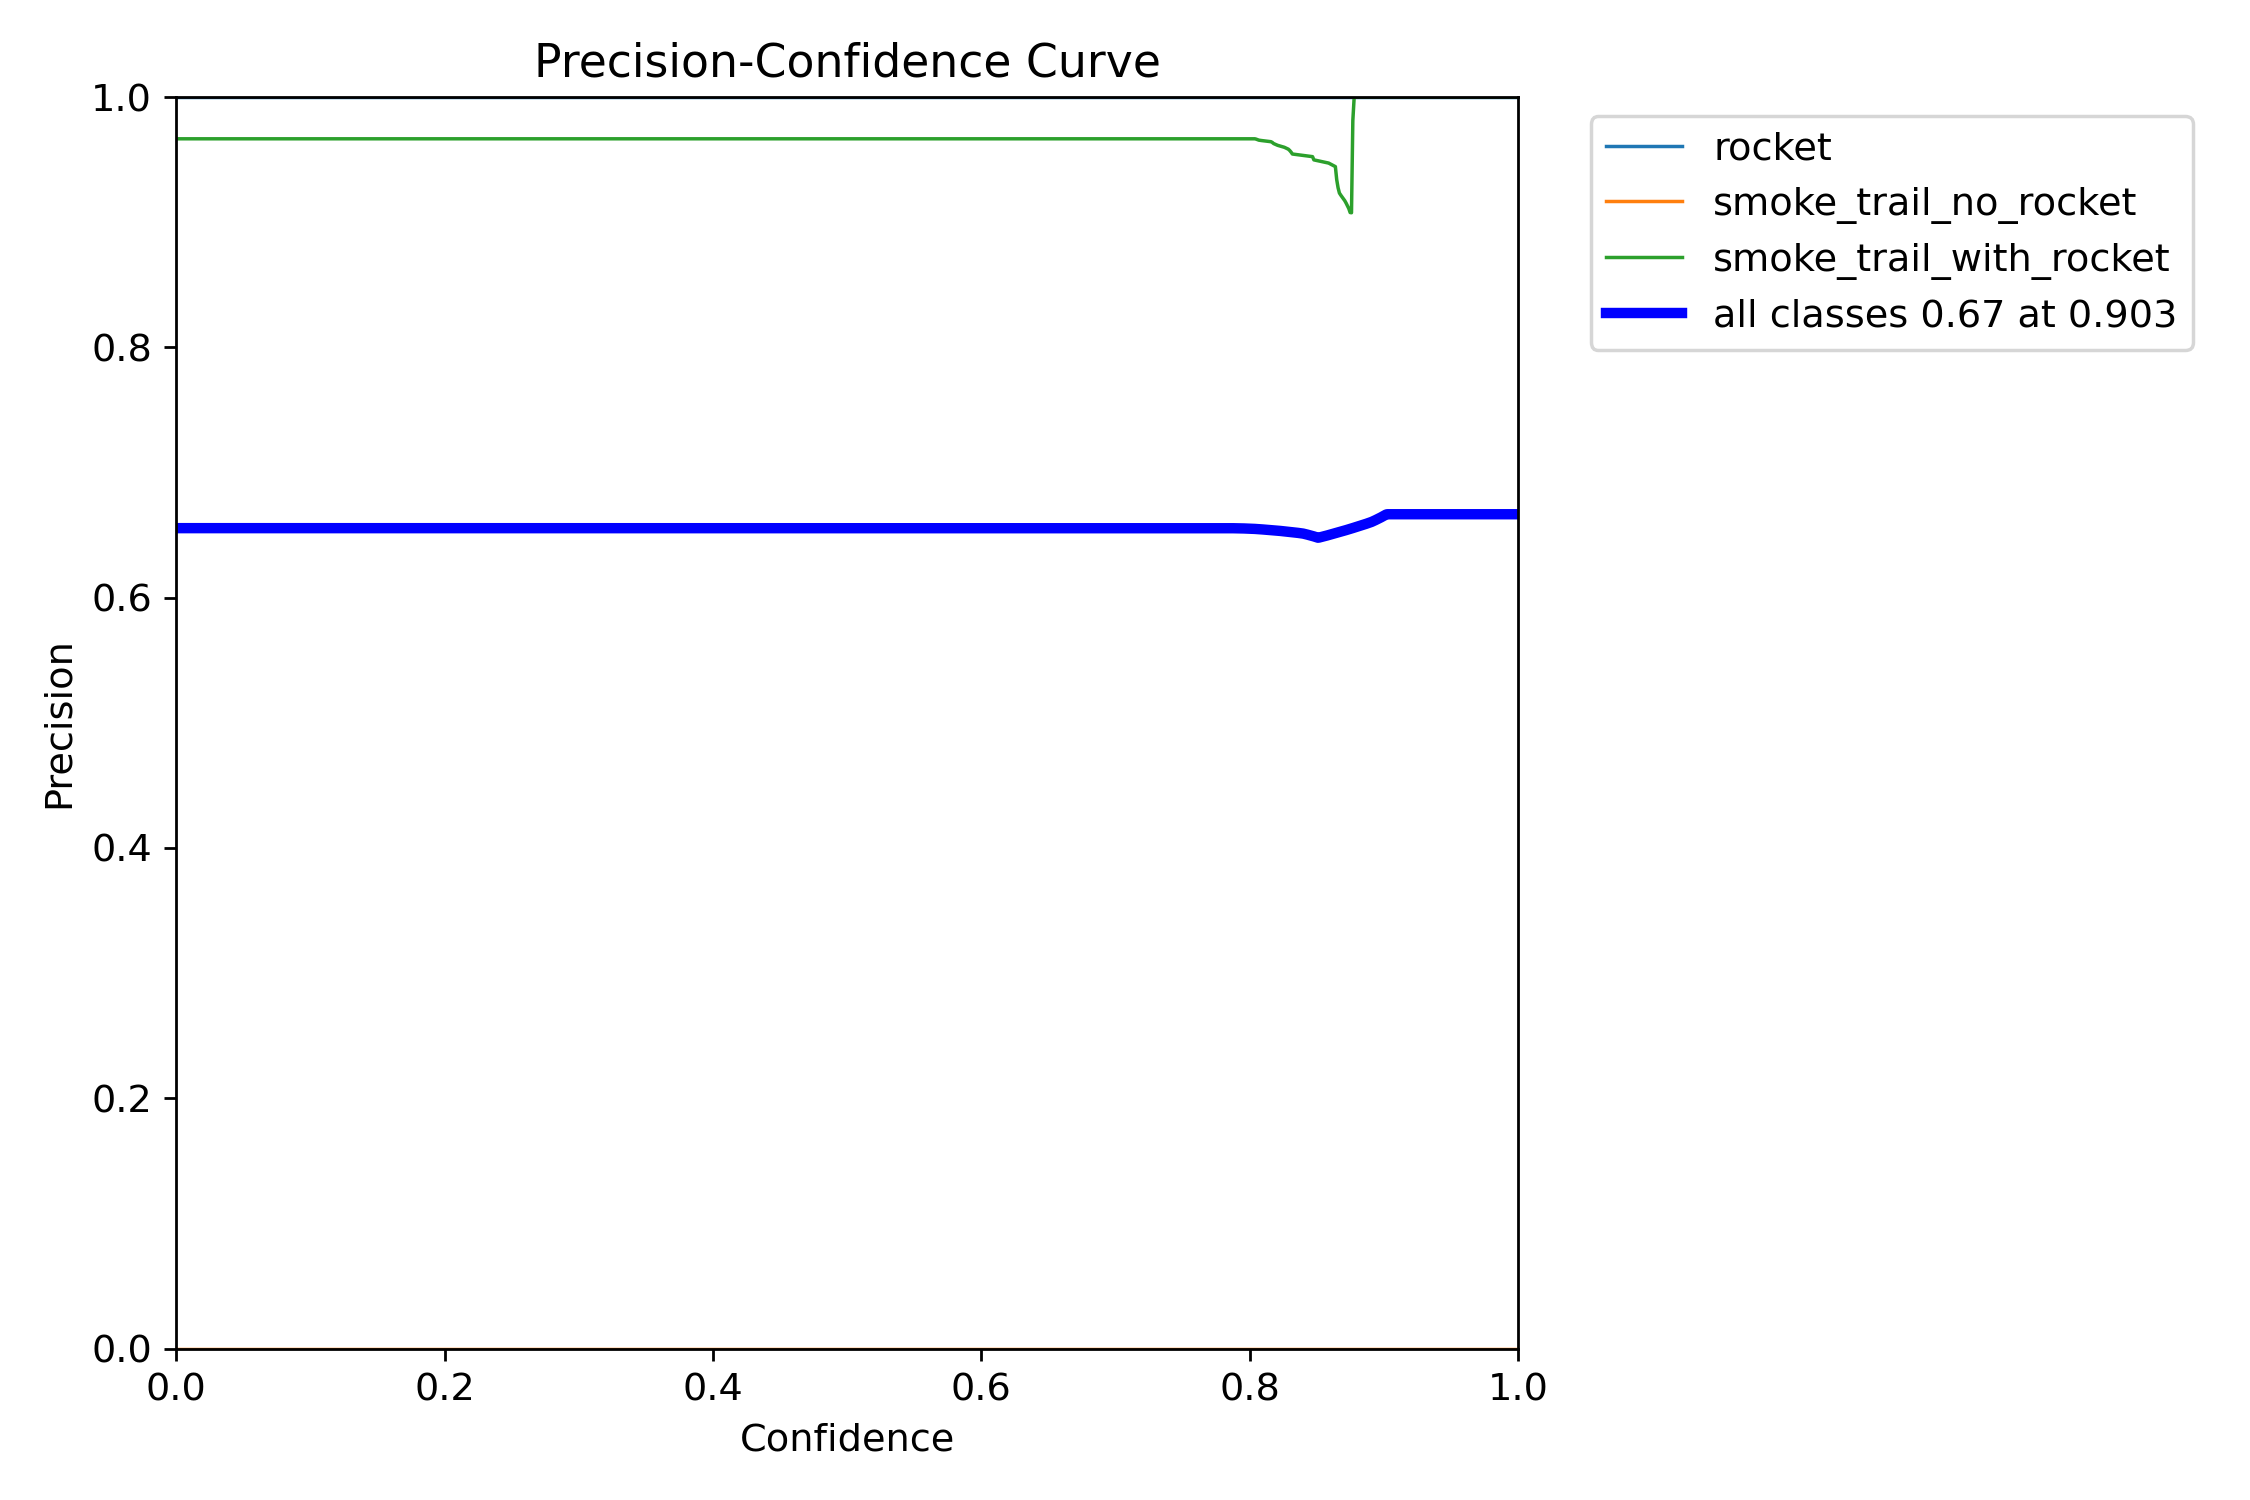 Precision-Confidence Curve
1.0
0.8
0.6
0.4
0.2
0.0
Precision
0.0 0.2 0.4 0.6 0.8 1.0
Confidence
rocket
smoke_trail_no_rocket
smoke_trail_with_rocket
all classes 0.67 at 0.903